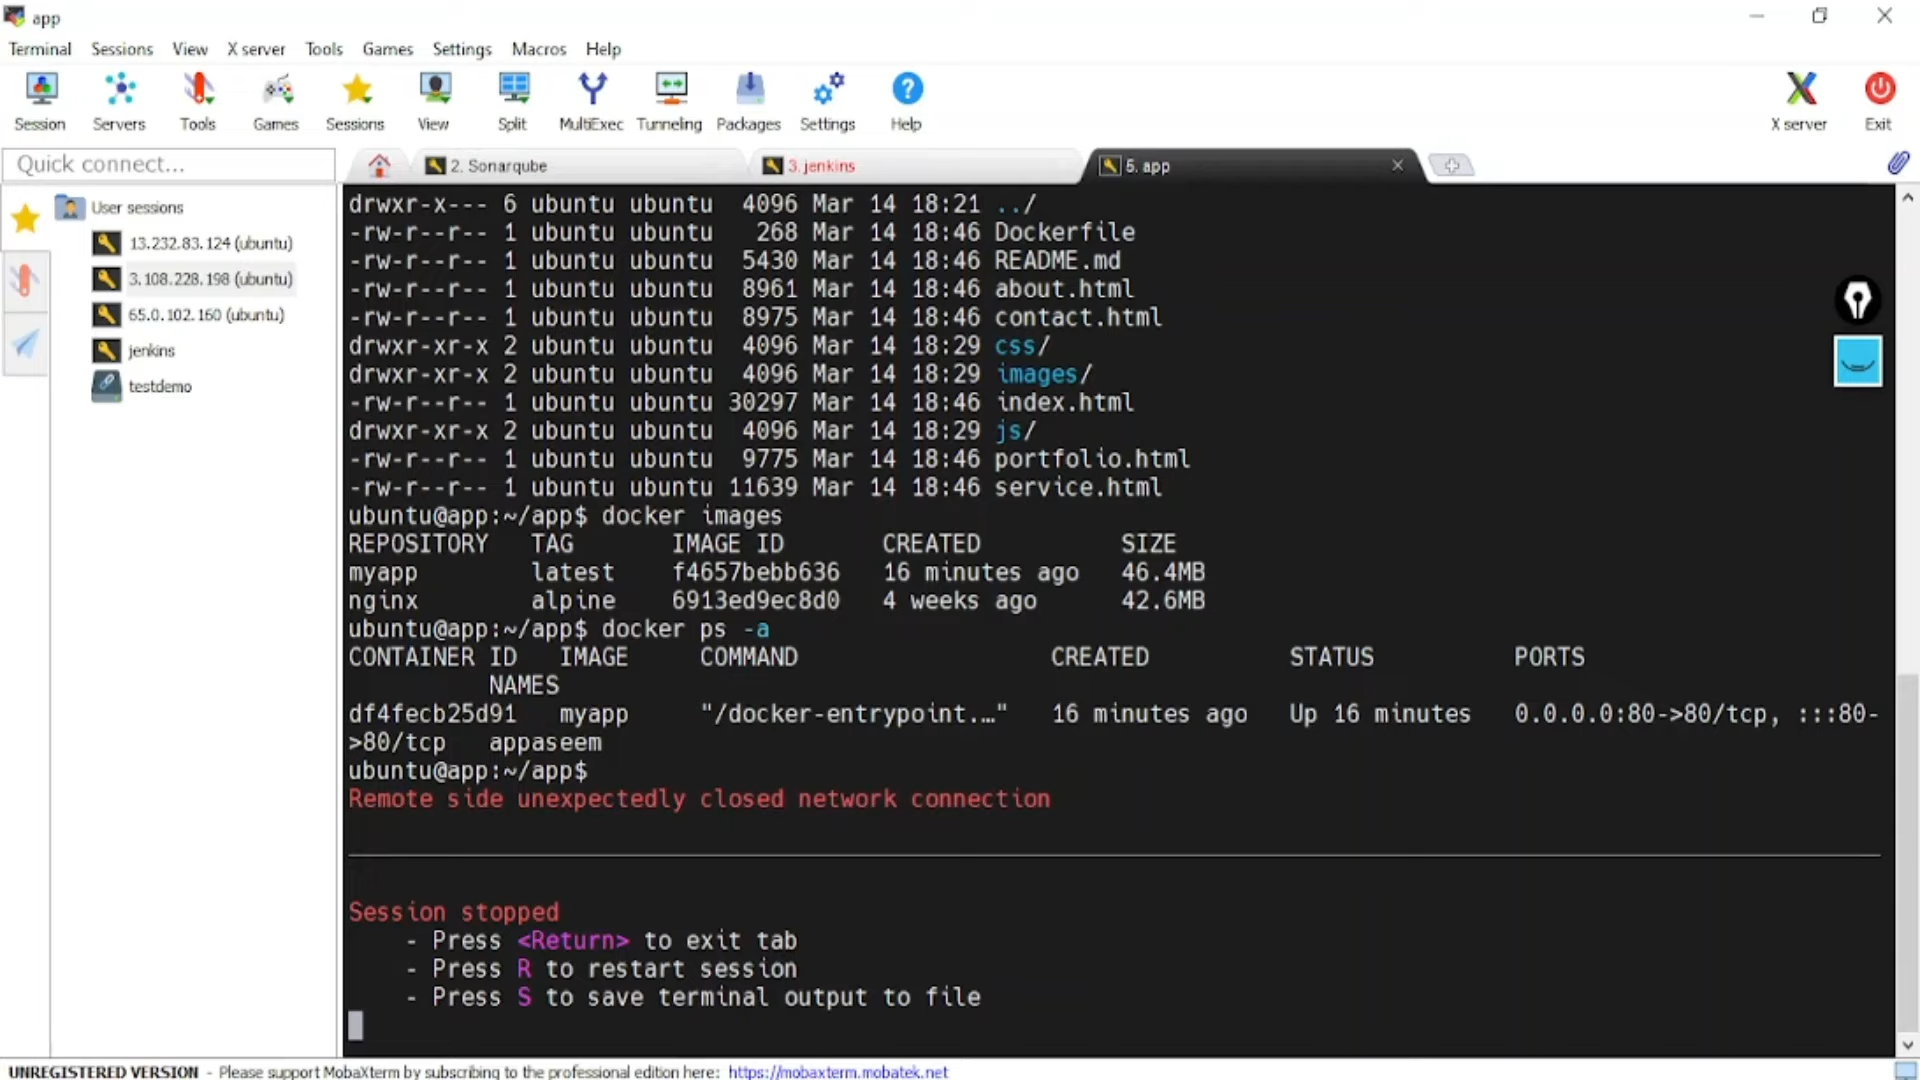 app
Terminal Sessions View X server Tools Games Settings Macros Help
Session Servers Tools Games Sessions View Split MultiExec Tunneling Packages Settings Help X server Exit
Quick connect...
2. Sonarqube 3. jenkins 5. app
User sessions
13.232.83.124 (ubuntu)
3.108.228.198 (ubuntu)
65.0.102.160 (ubuntu)
jenkins
testdemo
drwxr-x--- 6 ubuntu ubuntu  4096 Mar 14 18:21 ../
-rw-r--r-- 1 ubuntu ubuntu   268 Mar 14 18:46 Dockerfile
-rw-r--r-- 1 ubuntu ubuntu  5430 Mar 14 18:46 README.md
-rw-r--r-- 1 ubuntu ubuntu  8961 Mar 14 18:46 about.html
-rw-r--r-- 1 ubuntu ubuntu  8975 Mar 14 18:46 contact.html
drwxr-xr-x 2 ubuntu ubuntu  4096 Mar 14 18:29 css/
drwxr-xr-x 2 ubuntu ubuntu  4096 Mar 14 18:29 images/
-rw-r--r-- 1 ubuntu ubuntu 30297 Mar 14 18:46 index.html
drwxr-xr-x 2 ubuntu ubuntu  4096 Mar 14 18:29 js/
-rw-r--r-- 1 ubuntu ubuntu  9775 Mar 14 18:46 portfolio.html
-rw-r--r-- 1 ubuntu ubuntu 11639 Mar 14 18:46 service.html
ubuntu@app:~/app$ docker images
REPOSITORY   TAG       IMAGE ID       CREATED          SIZE
myapp        latest    f4657bebb636   16 minutes ago   46.4MB
nginx        alpine    6913ed9ec8d0   4 weeks ago      42.6MB
ubuntu@app:~/app$ docker ps -a
CONTAINER ID   IMAGE     COMMAND                  CREATED          STATUS          PORTS
NAMES
df4fecb25d91   myapp     "/docker-entrypoint.…"   16 minutes ago   Up 16 minutes   0.0.0.0:80->80/tcp, :::80-
>80/tcp   appaseem
ubuntu@app:~/app$
Remote side unexpectedly closed network connection
Session stopped
- Press <Return> to exit tab
- Press R to restart session
- Press S to save terminal output to file
UNREGISTERED VERSION - Please support MobaXterm by subscribing to the professional edition here: https://mobaxterm.mobatek.net